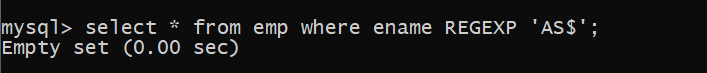 mysql> select * from emp where ename REGEXP 'AS$';
Empty set (0.00 sec)